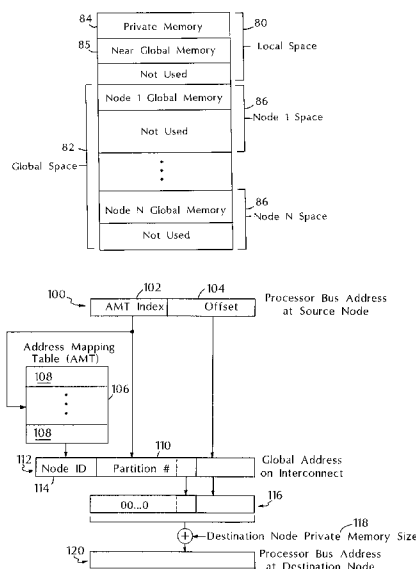 84
Private Memory
80
85
Near Global Memory
Local Space
Not Used
Node 1 Global Memory
86
82
Not Used
Node 1 Space
Global Space
Node N Global Memory
86
Node N Space
Not Used
102
104
100
AMT Index
Offset
Processor Bus Address
at Source Node
Address Mapping
Table (AMT)
108
106
108
110
112
Node ID
Partition #
Global Address
on Interconnect
114
00...0
116
118
+
Destination Node Private Memory Size
120
Processor Bus Address
at Destination Node